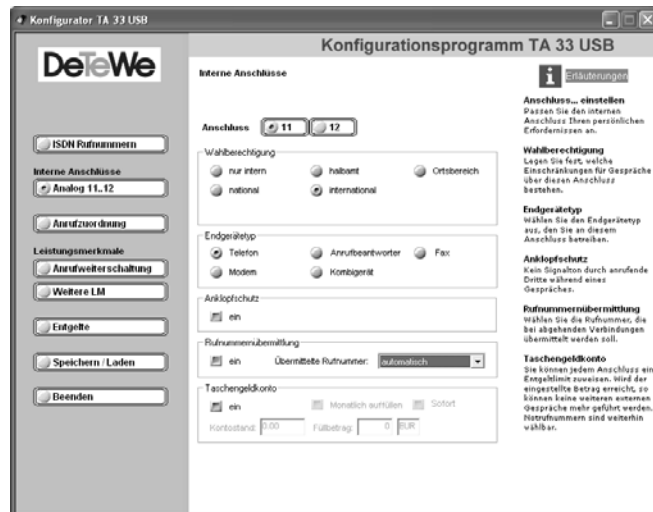 Konfigurator TA 33 USB
Konfigurationsprogramm TA 33 USB
DeTeWe
ISDN Rufnummern
Interne Anschlüsse
Analog 11..12
Anrufzuordnung
Leistungsmerkmale
Anrufweiterschaltung
Weitere LM
Entgelte
Speichern / Laden
Beenden
Interne Anschlüsse
Anschluss 11 12
Wahlberechtigung
nur intern halbamt Ortsbereich
national international
Endgerätetyp
Telefon Anrufbeantworter Fax
Modem Kombigerät
Anklopfschutz
ein
Rufnummernübermittlung
ein Übermittelte Rufnummer: automatisch
Taschengeldkonto
ein Monatlich auffüllen Sofort
Kontostand: 0.00 Füllbetrag: 0 EUR
i Erläuterungen
Anschluss... einstellen
Passen Sie den internen
Anschluss Ihren persönlichen
Erfordernissen an.
Wahlberechtigung
Legen Sie fest, welche
Einschränkungen für Gespräche
über diesen Anschluss
bestehen.
Endgerätetyp
Wählen Sie den Endgerätetyp
aus, den Sie an diesem
Anschluss betreiben.
Anklopfschutz
Kein Signalton durch anrufende
Dritte während eines
Gespräches.
Rufnummernübermittlung
Wählen Sie die Rufnummer, die
bei abgehenden Verbindungen
übermittelt werden soll.
Taschengeldkonto
Sie können jedem Anschluss ein
Entgeltlimit zuweisen. Wird der
eingestellte Betrag erreicht, so
können keine weiteren externen
Gespräche mehr geführt werden.
Notrufnummern sind weiterhin
wählbar.